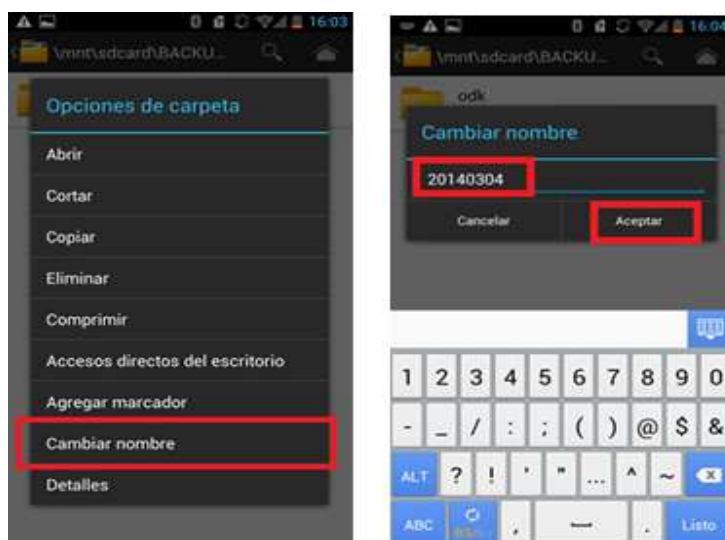 16:03
\mnt\sdcard\BACKU...
Opciones de carpeta
Abrir
Cortar
Copiar
Eliminar
Comprimir
Accesos directos del escritorio
Agregar marcador
Cambiar nombre
Detalles
16:04
\mnt\sdcard\BACKU...
odk
Cambiar nombre
20140304
Cancelar Aceptar
1 2 3 4 5 6 7 8 9 0
- _ / : ; ( ) @ $ &
ALT ? ! ' " ... ^ ~
ABC , . Listo